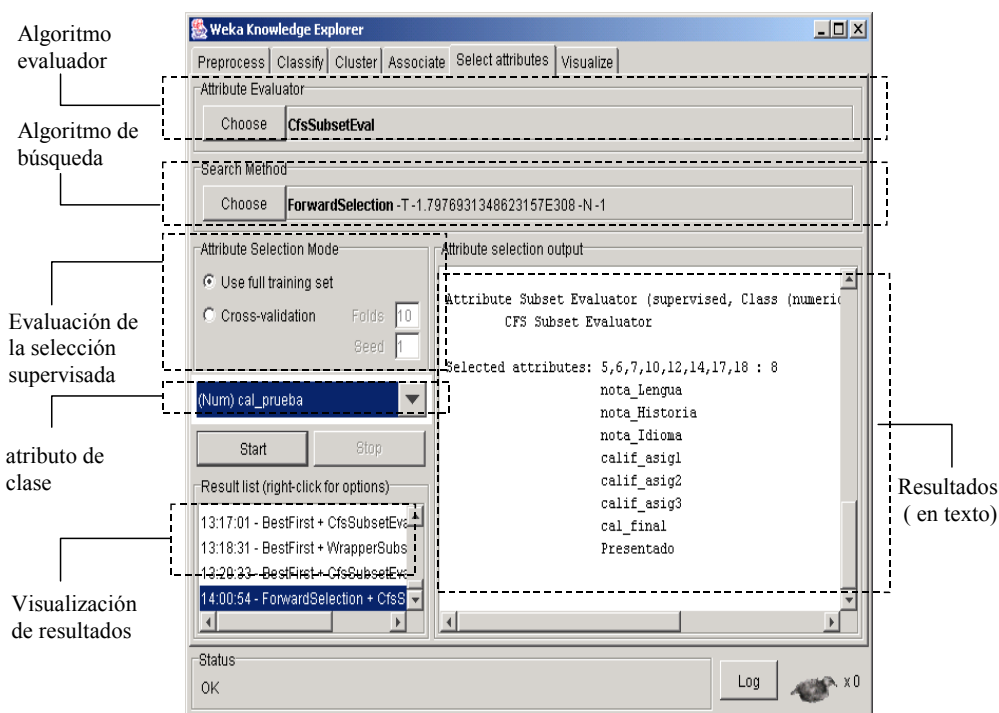 Algoritmo
evaluador
Algoritmo de
búsqueda
Evaluación de
la selección
supervisada
atributo de
clase
Visualización
de resultados
Weka Knowledge Explorer
Preprocess Classify Cluster Associate Select attributes Visualize
Attribute Evaluator
Choose CfsSubsetEval
Search Method
Choose ForwardSelection -T -1.7976931348623157E308 -N -1
Attribute Selection Mode
Use full training set
Cross-validation Folds 10
Seed 1
(Num) cal_prueba
Start Stop
Result list (right-click for options)
13:17:01 - BestFirst + CfsSubsetEva
13:18:31 - BestFirst + WrapperSubs
13:20:33 - BestFirst + CfsSubsetEva
14:00:54 - ForwardSelection + CfsS
Attribute selection output
Attribute Subset Evaluator (supervised, Class (numeric
CFS Subset Evaluator
Selected attributes: 5,6,7,10,12,14,17,18 : 8
nota_Lengua
nota_Historia
nota_Idioma
calif_asig1
calif_asig2
calif_asig3
cal_final
Presentado
Resultados
( en texto)
Status
OK
Log
x 0